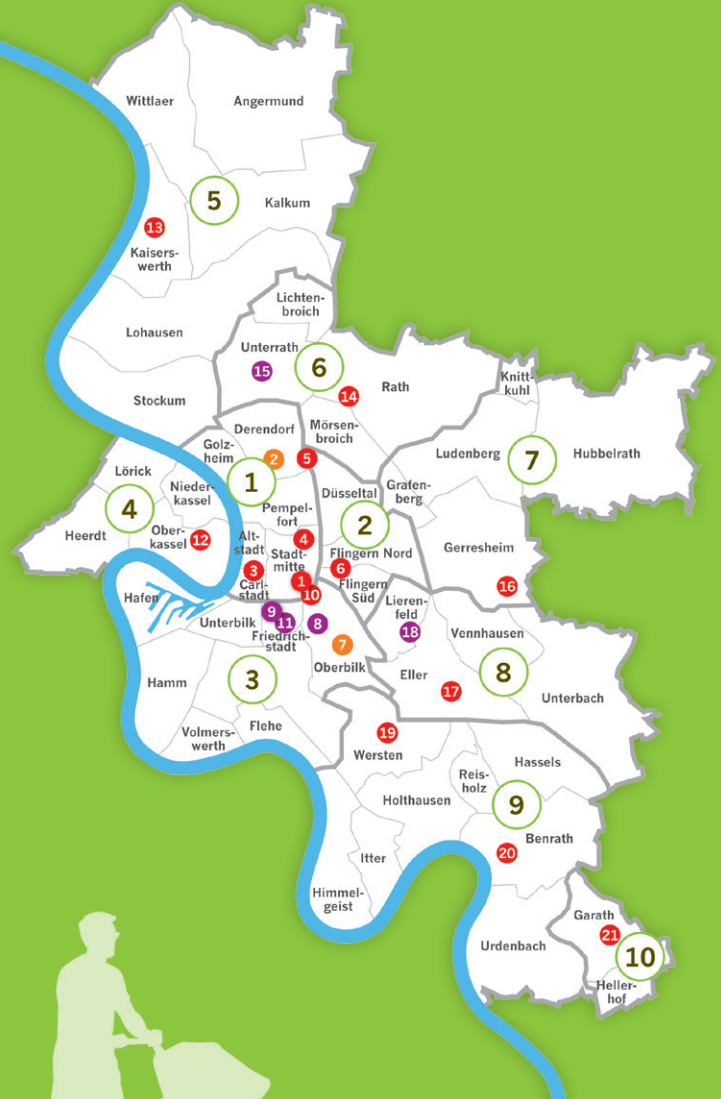 Wittlaer
Angermund
5
Kalkum
13
Kaisers-
werth
Lichten-
broich
Lohausen
Unterrath
6
15
Rath
14
Knitt-
kuhl
Stockum
Derendorf
Mörsen-
broich
Golz-
heim
2
5
Ludenberg
7
Hubbelrath
Lörick
Nieder-
kassel
1
Düsseltal
Grafen-
berg
4
Pempel-
fort
2
Heerdt
Ober-
kassel
12
Alt-
stadt
4
Stadt-
mitte
Flingern Nord
Gerresheim
3
6
Carl-
stadt
1
10
Flingern
Süd
16
Hafen
Unterbilk
9
11
8
Friedrich-
stadt
Lieren-
feld
18
Vennhausen
7
Oberbilk
Eller
8
Hamm
3
17
Unterbach
Volmers-
werth
Flehe
19
Wersten
Hassels
Reis-
holz
Holthausen
9
Benrath
20
Itter
Himmel-
geist
Garath
21
Urdenbach
10
Heller-
hof